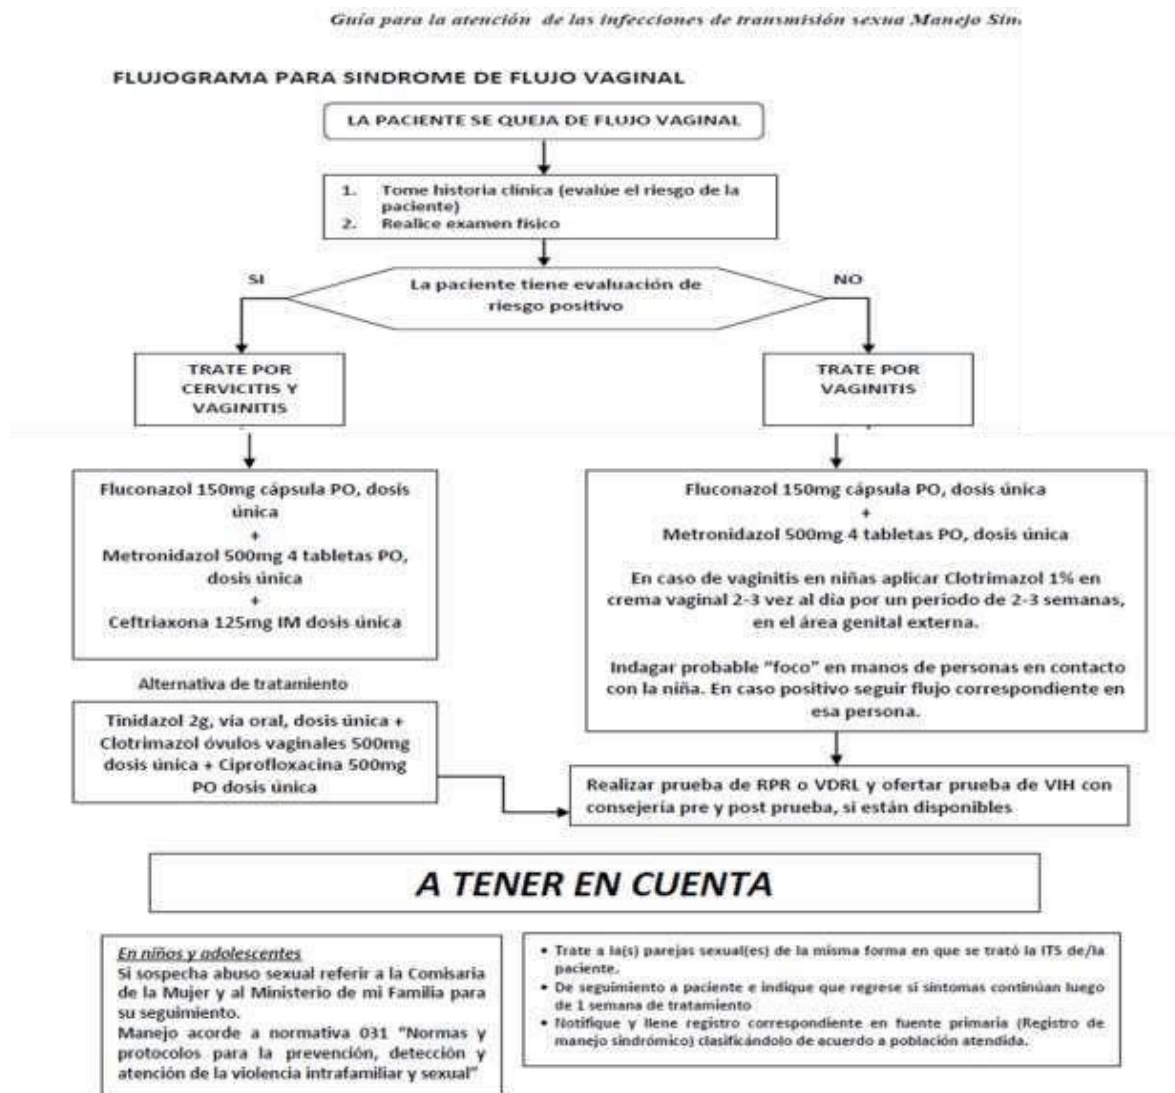 Guía para la atención de las infecciones de transmisión sexua Manejo Sin
FLUJOGRAMA PARA SINDROME DE FLUJO VAGINAL
LA PACIENTE SE QUEJA DE FLUJO VAGINAL
1. Tome historia clínica (evalúe el riesgo de la
paciente)
2. Realice examen físico
SI
La paciente tiene evaluación de
riesgo positivo
NO
TRATE POR
CERVICITIS Y
VAGINITIS
TRATE POR
VAGINITIS
Fluconazol 150mg cápsula PO, dosis
única
+
Metronidazol 500mg 4 tabletas PO,
dosis única
+
Ceftriaxona 125mg IM dosis única
Fluconazol 150mg cápsula PO, dosis única
+
Metronidazol 500mg 4 tabletas PO, dosis única
En caso de vaginitis en niñas aplicar Clotrimazol 1% en
crema vaginal 2-3 vez al día por un período de 2-3 semanas,
en el área genital externa.
Indagar probable "foco" en manos de personas en contacto
con la niña. En caso positivo seguir flujo correspondiente en
esa persona.
Alternativa de tratamiento
Tinidazol 2g, vía oral, dosis única +
Clotrimazol óvulos vaginales 500mg
dosis única + Ciprofloxacina 500mg
PO dosis única
Realizar prueba de RPR o VDRL y ofertar prueba de VIH con
consejería pre y post prueba, si están disponibles
A TENER EN CUENTA
En niños y adolescentes
Si sospecha abuso sexual referir a la Comisaria
de la Mujer y al Ministerio de mi Familia para
su seguimiento.
Manejo acorde a normativa 031 "Normas y
protocolos para la prevención, detección y
atención de la violencia intrafamiliar y sexual"
• Trate a la(s) parejas sexual(es) de la misma forma en que se trató la ITS de/la
paciente.
• De seguimiento a paciente e indique que regrese si síntomas continúan luego
de 1 semana de tratamiento
• Notifique y llene registro correspondiente en fuente primaria (Registro de
manejo sindrómico) clasificándolo de acuerdo a población atendida.